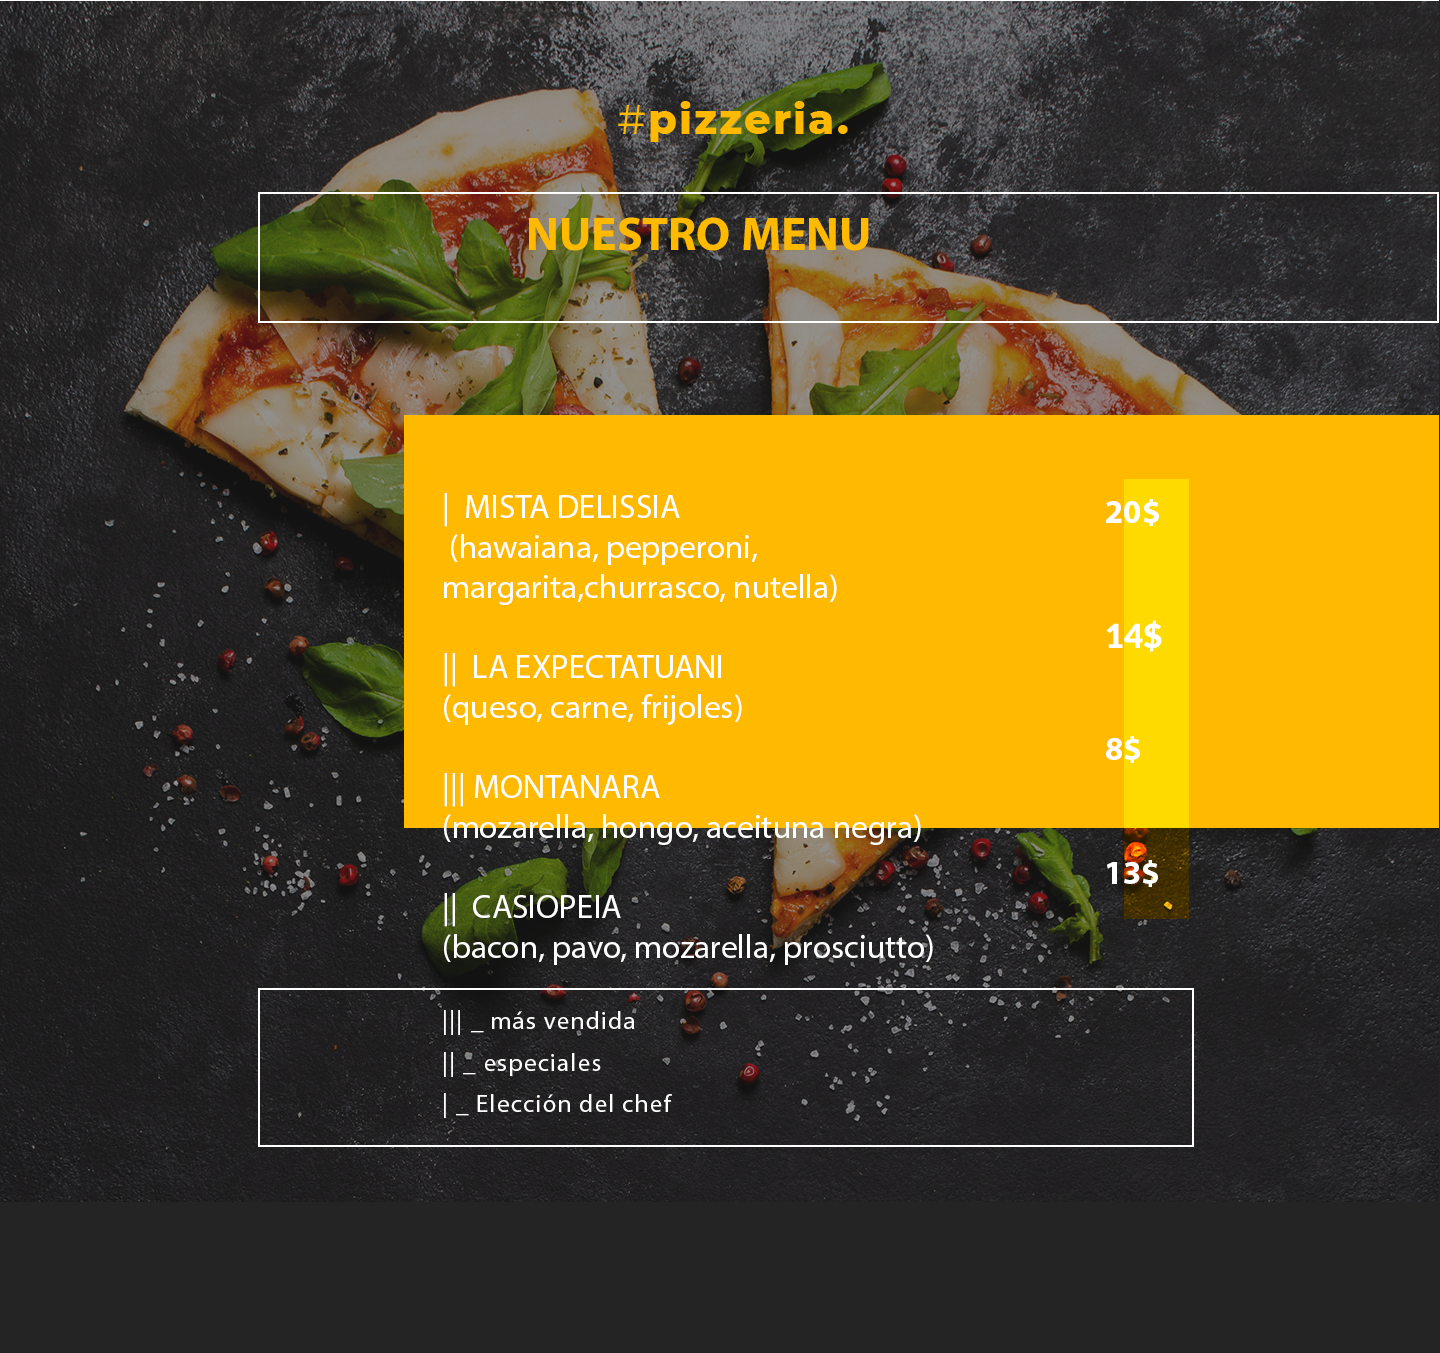 #pizzeria.
NUESTRO MENU
| MISTA DELISSIA
20$
(hawaiana, pepperoni,
margarita,churrasco, nutella)
|| LA EXPECTATUANI
14$
(queso, carne, frijoles)
||| MONTANARA
8$
(mozarella, hongo, aceituna negra)
|| CASIOPEIA
13$
(bacon, pavo, mozarella, prosciutto)
||| _ más vendida
|| _ especiales
| _ Elección del chef